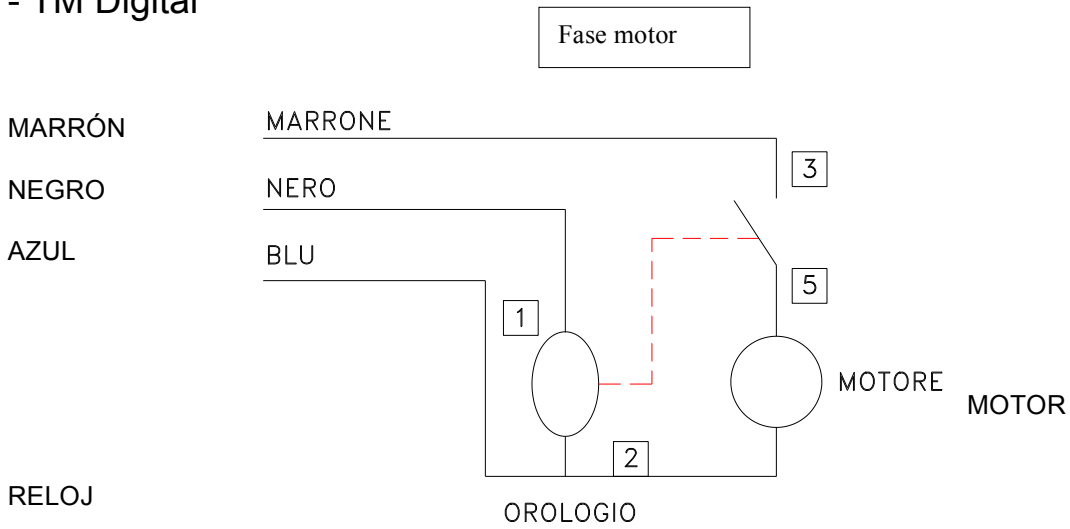 - TM Digital
Fase motor
MARRÓN
MARRONE
NEGRO
NERO
AZUL
BLU
3
5
1
MOTORE
MOTOR
2
RELOJ
OROLOGIO